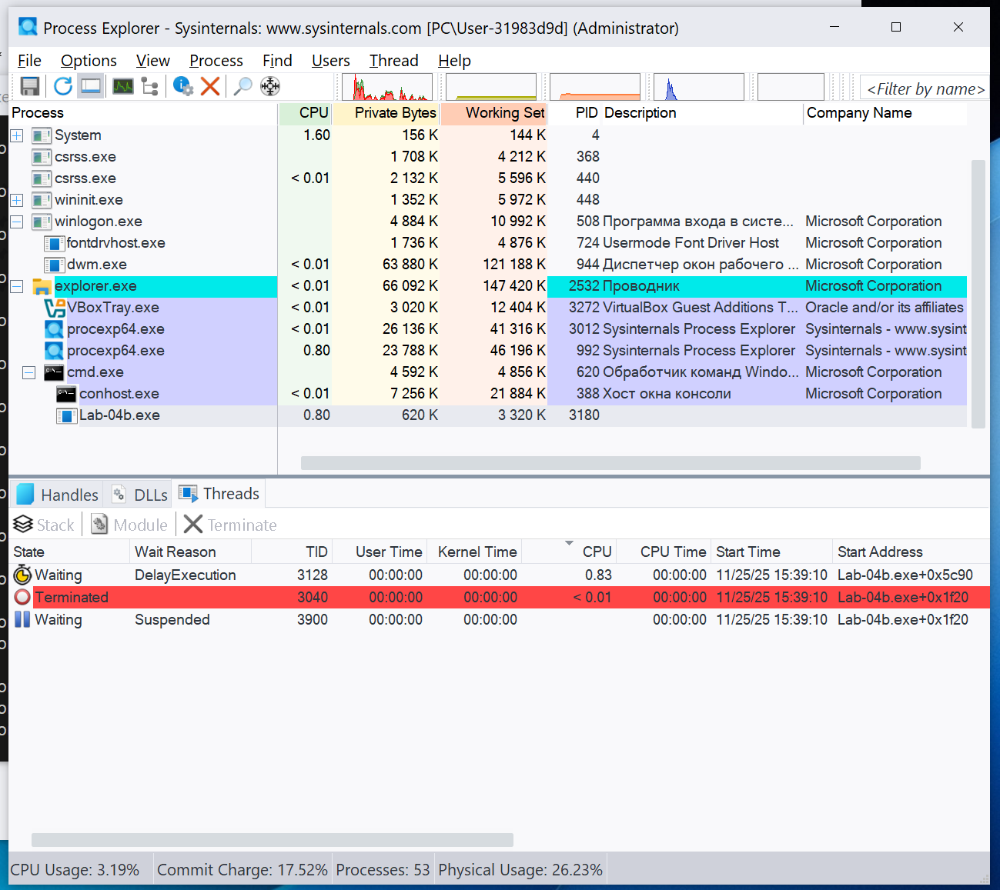 Process Explorer - Sysinternals: www.sysinternals.com [PC\User-31983d9d] (Administrator)
File Options View Process Find Users Thread Help
<Filter by name>
Process CPU Private Bytes Working Set PID Description Company Name
System 1.60 156 K 144 K 4
csrss.exe 1 708 K 4 212 K 368
csrss.exe < 0.01 2 132 K 5 596 K 440
wininit.exe 1 352 K 5 972 K 448
winlogon.exe 4 884 K 10 992 K 508 Программа входа в систе... Microsoft Corporation
fontdrvhost.exe 1 736 K 4 876 K 724 Usermode Font Driver Host Microsoft Corporation
dwm.exe < 0.01 63 880 K 121 188 K 944 Диспетчер окон рабочего ... Microsoft Corporation
explorer.exe < 0.01 66 092 K 147 420 K 2532 Проводник Microsoft Corporation
VBoxTray.exe < 0.01 3 020 K 12 404 K 3272 VirtualBox Guest Additions T... Oracle and/or its affiliates
procexp64.exe < 0.01 26 136 K 41 316 K 3012 Sysinternals Process Explorer Sysinternals - www.sysint
procexp64.exe 0.80 23 788 K 46 196 K 992 Sysinternals Process Explorer Sysinternals - www.sysint
cmd.exe 4 592 K 4 856 K 620 Обработчик команд Windo... Microsoft Corporation
conhost.exe < 0.01 7 256 K 21 884 K 388 Хост окна консоли Microsoft Corporation
Lab-04b.exe 0.80 620 K 3 320 K 3180
Handles DLLs Threads
Stack Module Terminate
State Wait Reason TID User Time Kernel Time CPU CPU Time Start Time Start Address
Waiting DelayExecution 3128 00:00:00 00:00:00 0.83 00:00:00 11/25/25 15:39:10 Lab-04b.exe+0x5c90
Terminated 3040 00:00:00 00:00:00 < 0.01 00:00:00 11/25/25 15:39:10 Lab-04b.exe+0x1f20
Waiting Suspended 3900 00:00:00 00:00:00 00:00:00 11/25/25 15:39:10 Lab-04b.exe+0x1f20
CPU Usage: 3.19% Commit Charge: 17.52% Processes: 53 Physical Usage: 26.23%